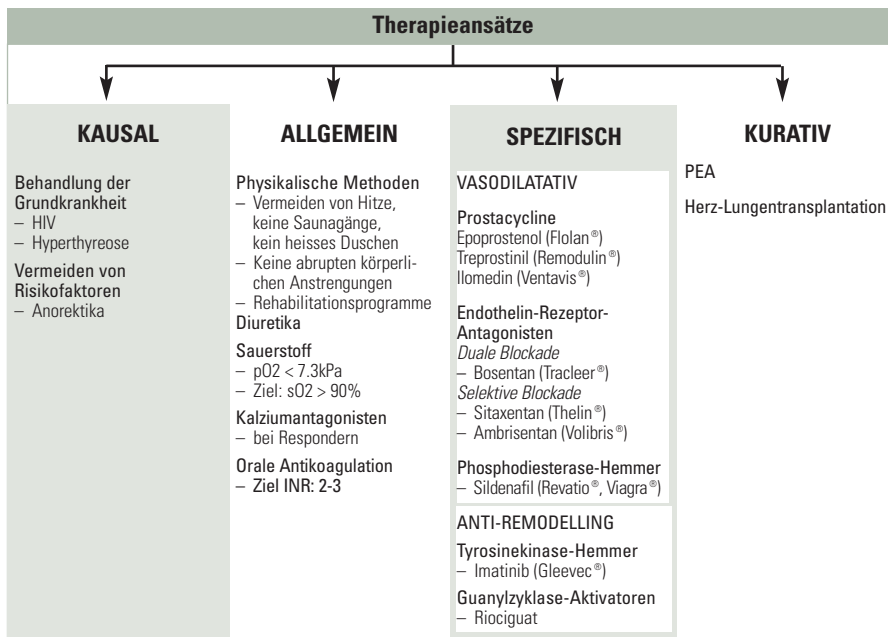 Therapieansätze
KAUSAL
Behandlung der
Grundkrankheit
– HIV
– Hyperthyreose
Vermeiden von
Risikofaktoren
– Anorektika
ALLGEMEIN
Physikalische Methoden
– Vermeiden von Hitze,
keine Saunagänge,
kein heisses Duschen
– Keine abrupten körperli-
chen Anstrengungen
– Rehabilitationsprogramme
Diuretika
Sauerstoff
– pO2 < 7.3kPa
– Ziel: sO2 > 90%
Kalziumantagonisten
– bei Respondern
Orale Antikoagulation
– Ziel INR: 2-3
SPEZIFISCH
VASODILATATIV
Prostacycline
Epoprostenol (Flolan®)
Treprostinil (Remodulin®)
Ilomedin (Ventavis®)
Endothelin-Rezeptor-
Antagonisten
Duale Blockade
– Bosentan (Tracleer®)
Selektive Blockade
– Sitaxentan (Thelin®)
– Ambrisentan (Volibris®)
Phosphodiesterase-Hemmer
– Sildenafil (Revatio®, Viagra®)
ANTI-REMODELLING
Tyrosinekinase-Hemmer
– Imatinib (Gleevec®)
Guanylzyklase-Aktivatoren
– Riociguat
KURATIV
PEA
Herz-Lungentransplantation